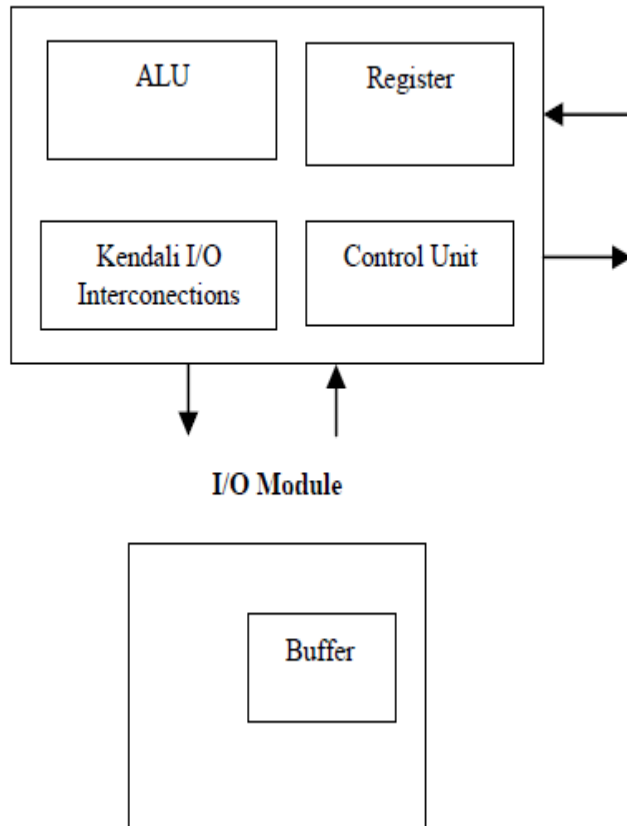 ALU
Register
Kendali I/O
Interconections
Control Unit
I/O Module
Buffer